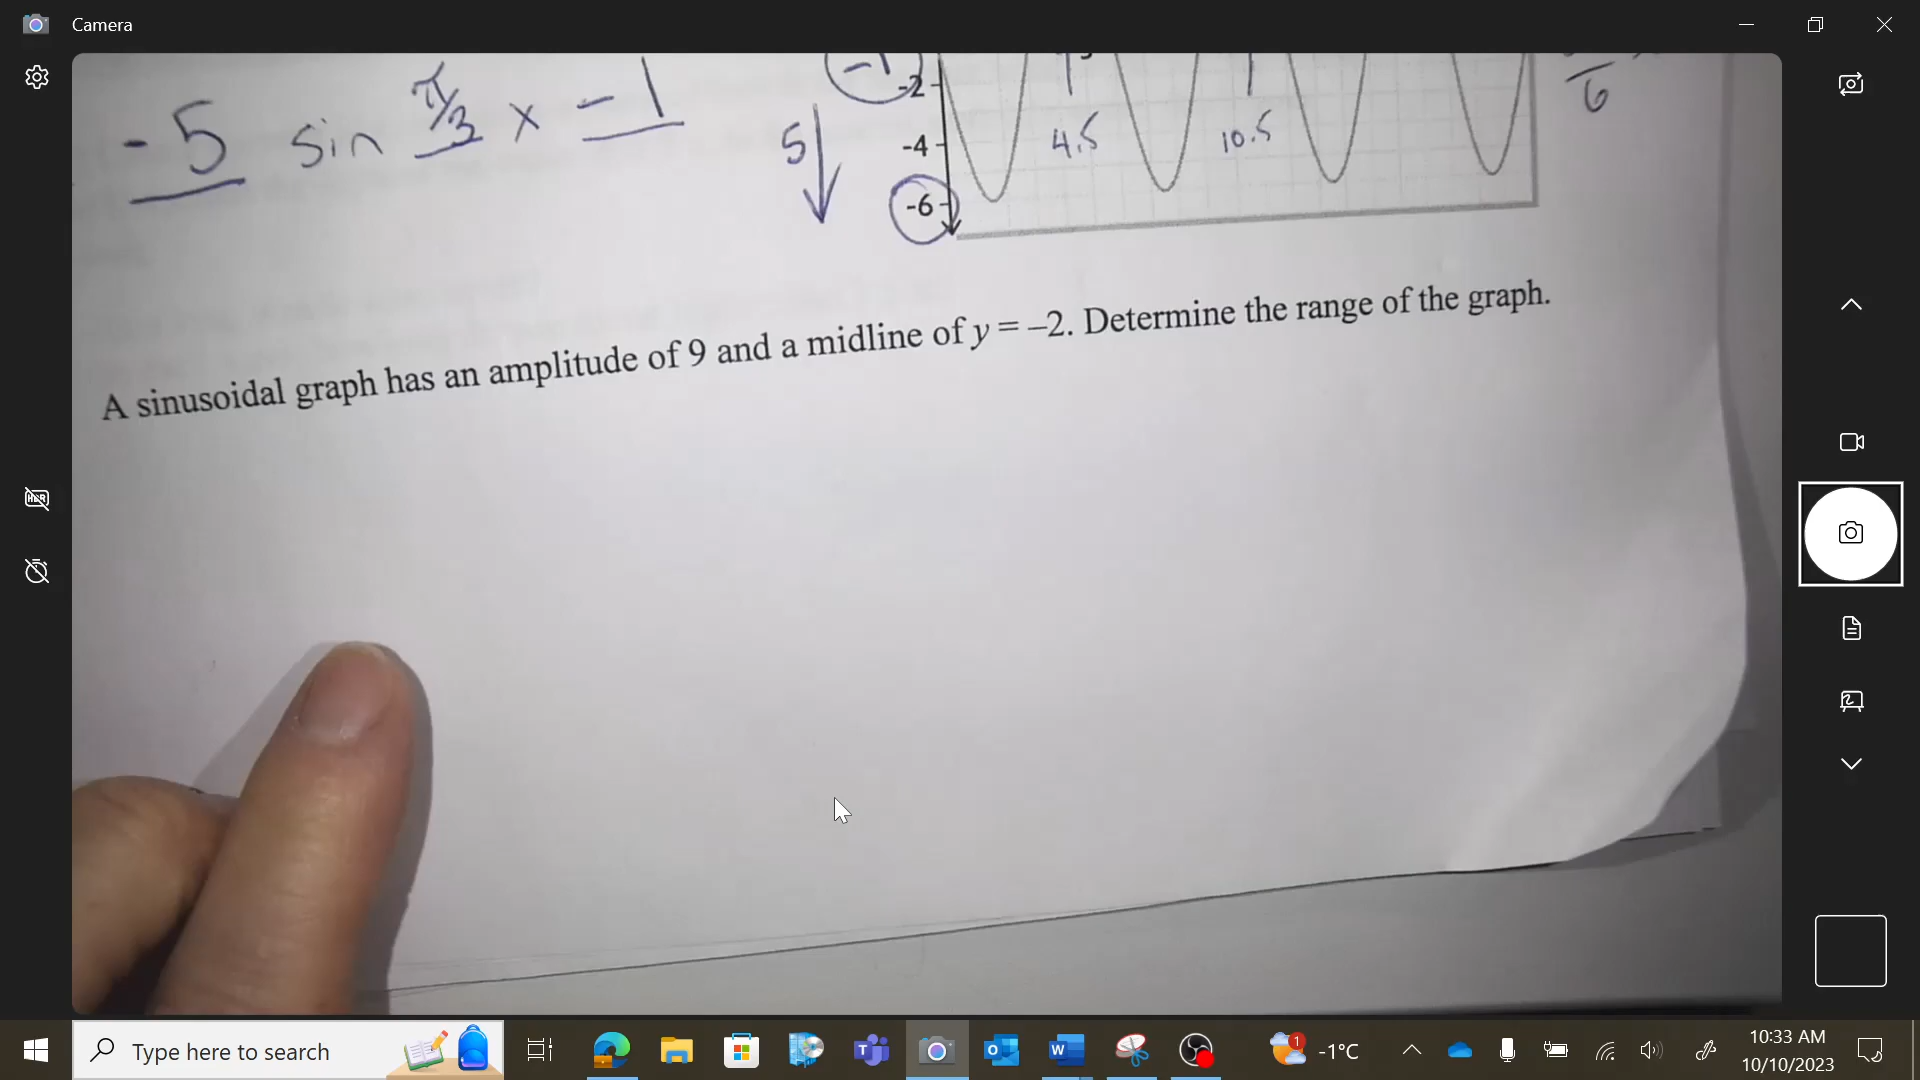 Camera
-5 sin π/3 x -1
-1
-2
5
-4
4.5
10.5
6
-6
A sinusoidal graph has an amplitude of 9 and a midline of y = –2. Determine the range of the graph.
Type here to search
1
-1°C
10:33 AM
10/10/2023